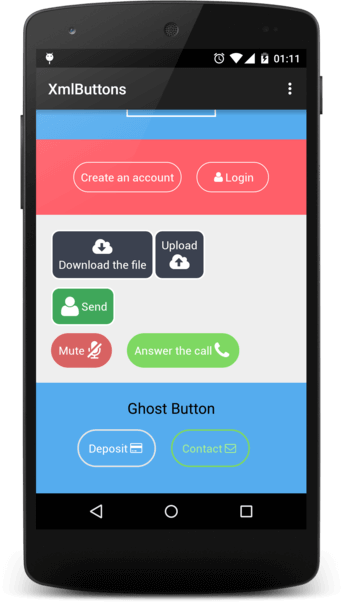 01:11
XmlButtons
Create an account
Login
Upload
Download the file
Send
Mute
Answer the call
Ghost Button
Deposit
Contact